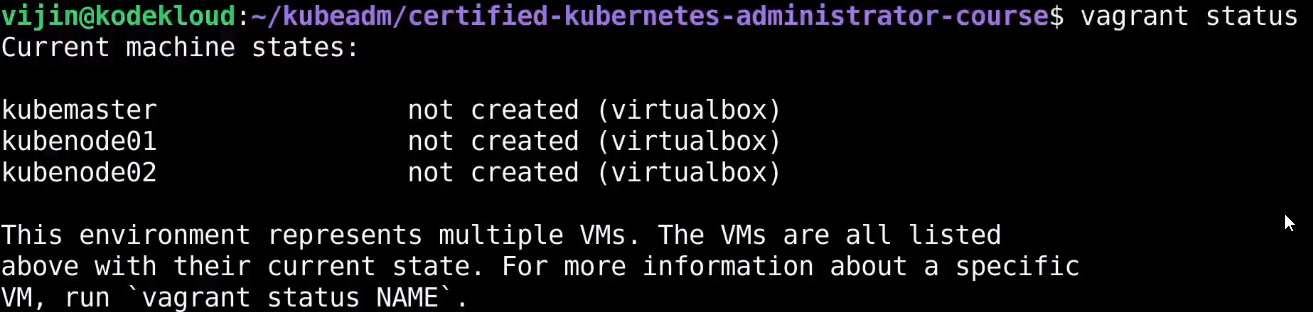 vijin@kodekloud:~/kubeadm/certified-kubernetes-administrator-course$ vagrant status
Current machine states:

kubemaster                not created (virtualbox)
kubenode01                not created (virtualbox)
kubenode02                not created (virtualbox)

This environment represents multiple VMs. The VMs are all listed
above with their current state. For more information about a specific
VM, run `vagrant status NAME`.